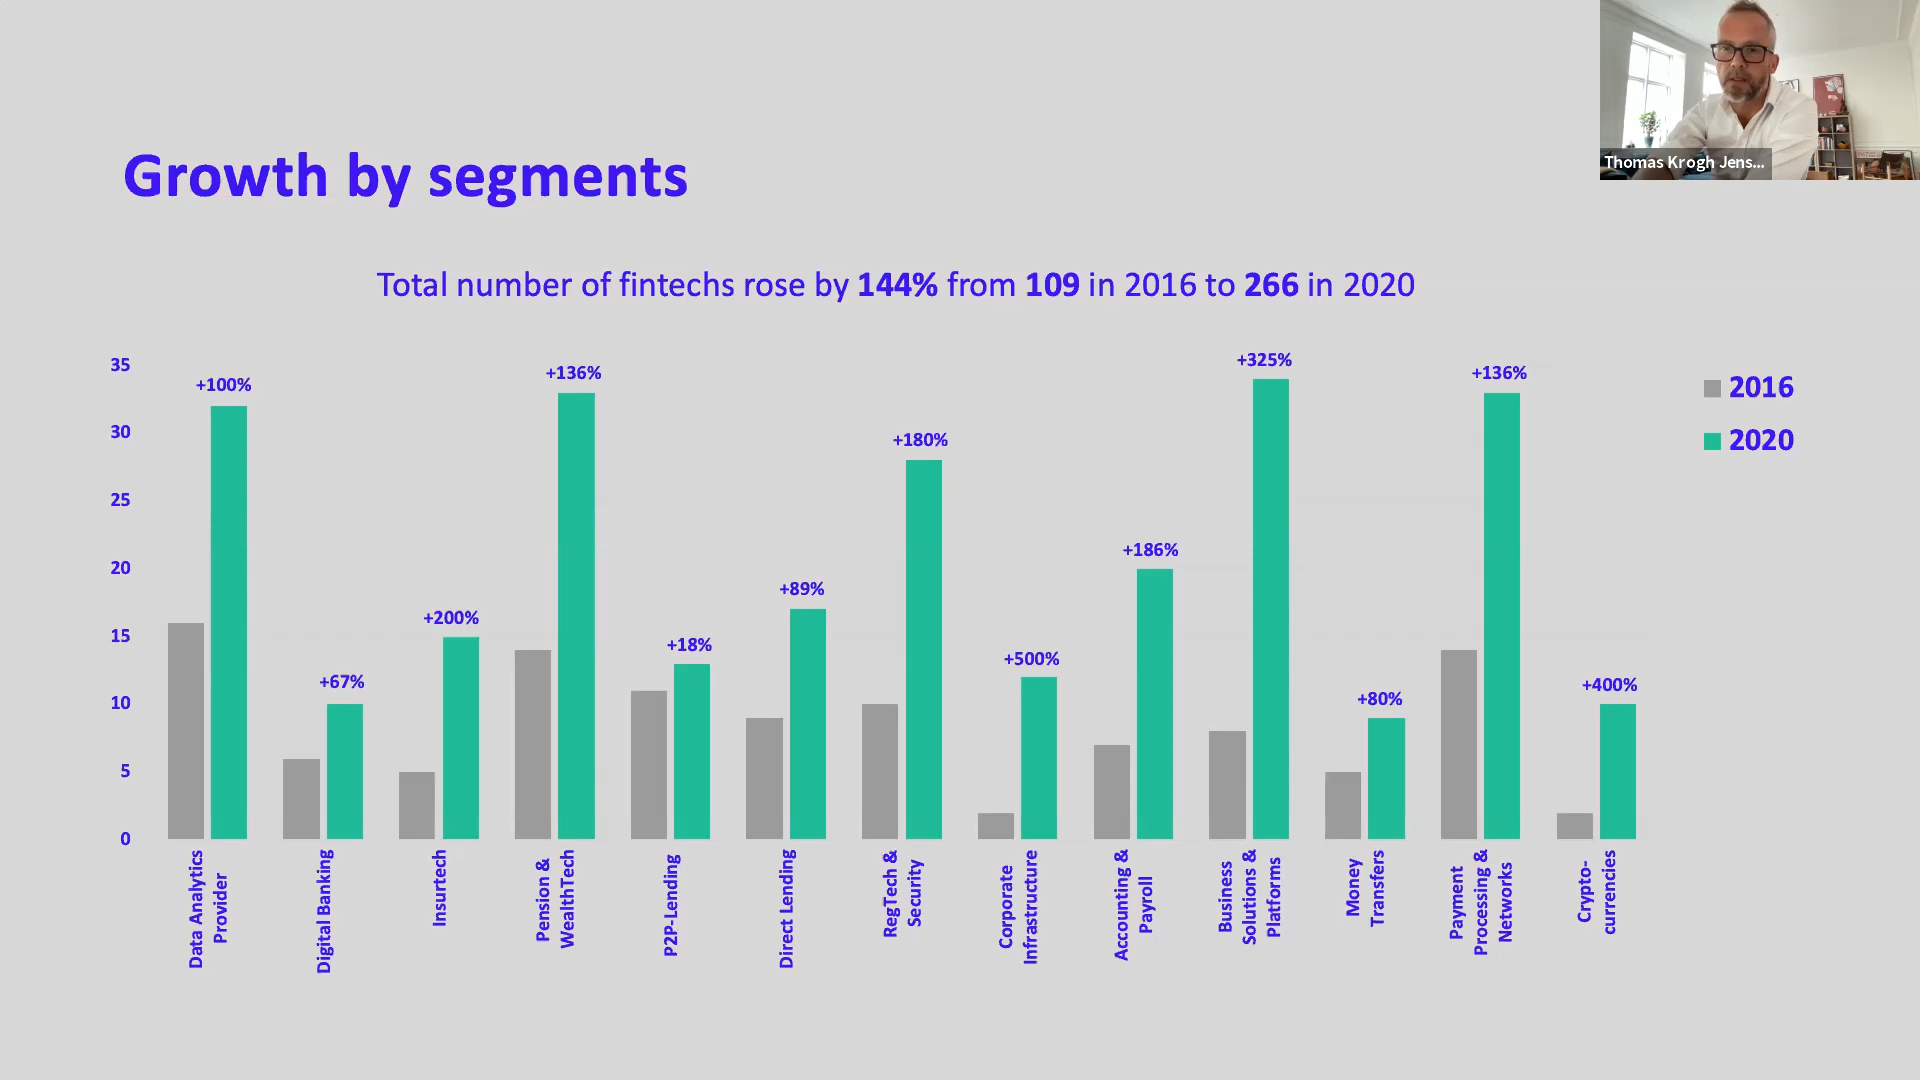 Thomas Krogh Jens...
Growth by segments
Total number of fintechs rose by 144% from 109 in 2016 to 266 in 2020
35
30
25
20
15
10
5
0
+100%
+67%
+200%
+136%
+18%
+89%
+180%
+500%
+186%
+325%
+80%
+136%
+400%
2016
2020
Data Analytics
Provider
Digital Banking
Insurtech
Pension &
WealthTech
P2P-Lending
Direct Lending
RegTech &
Security
Corporate
Infrastructure
Accounting &
Payroll
Business
Solutions &
Platforms
Money
Transfers
Payment
Processing &
Networks
Crypto-
currencies